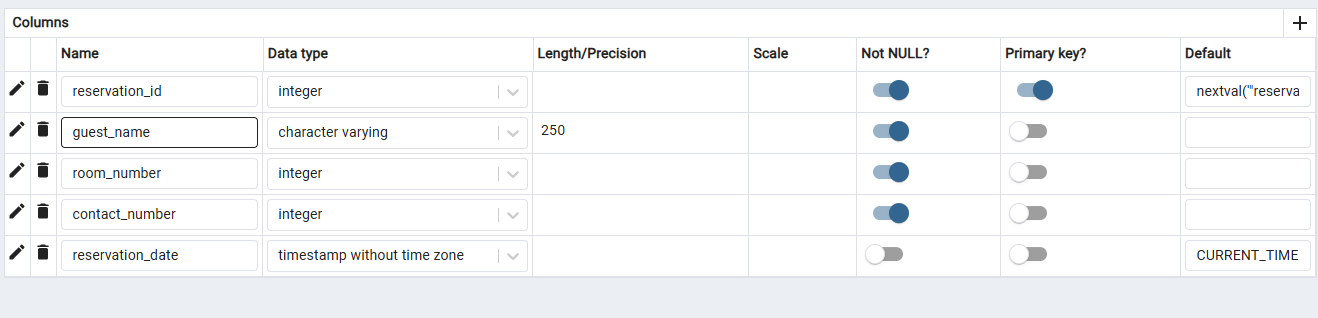 Columns
Name Data type Length/Precision Scale Not NULL? Primary key? Default
reservation_id integer nextval('"reserva
guest_name character varying 250
room_number integer
contact_number integer
reservation_date timestamp without time zone CURRENT_TIME